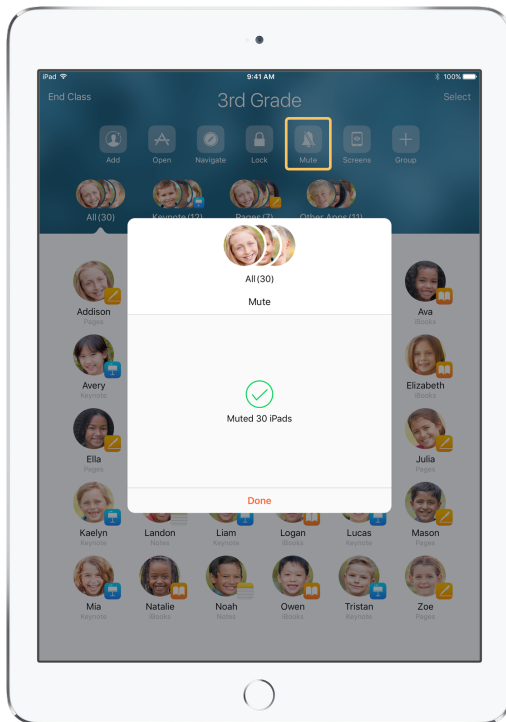 iPad 9:41 AM 100%
End Class 3rd Grade Select
Add Open Navigate Lock Mute Screens Group
All (30) Keynote (12) Pages (7) Other Apps (11)
All (30)
Mute
Addison Ava
Pages iBooks
Avery Elizabeth
Keynote iBooks
Muted 30 iPads
Ella Julia
Pages Pages
Done
Kaelyn Landon Liam Logan Lucas Mason
Keynote Notes Keynote iBooks Keynote Pages
Mia Natalie Noah Owen Tristan Zoe
Keynote iBooks Notes iBooks Keynote Pages